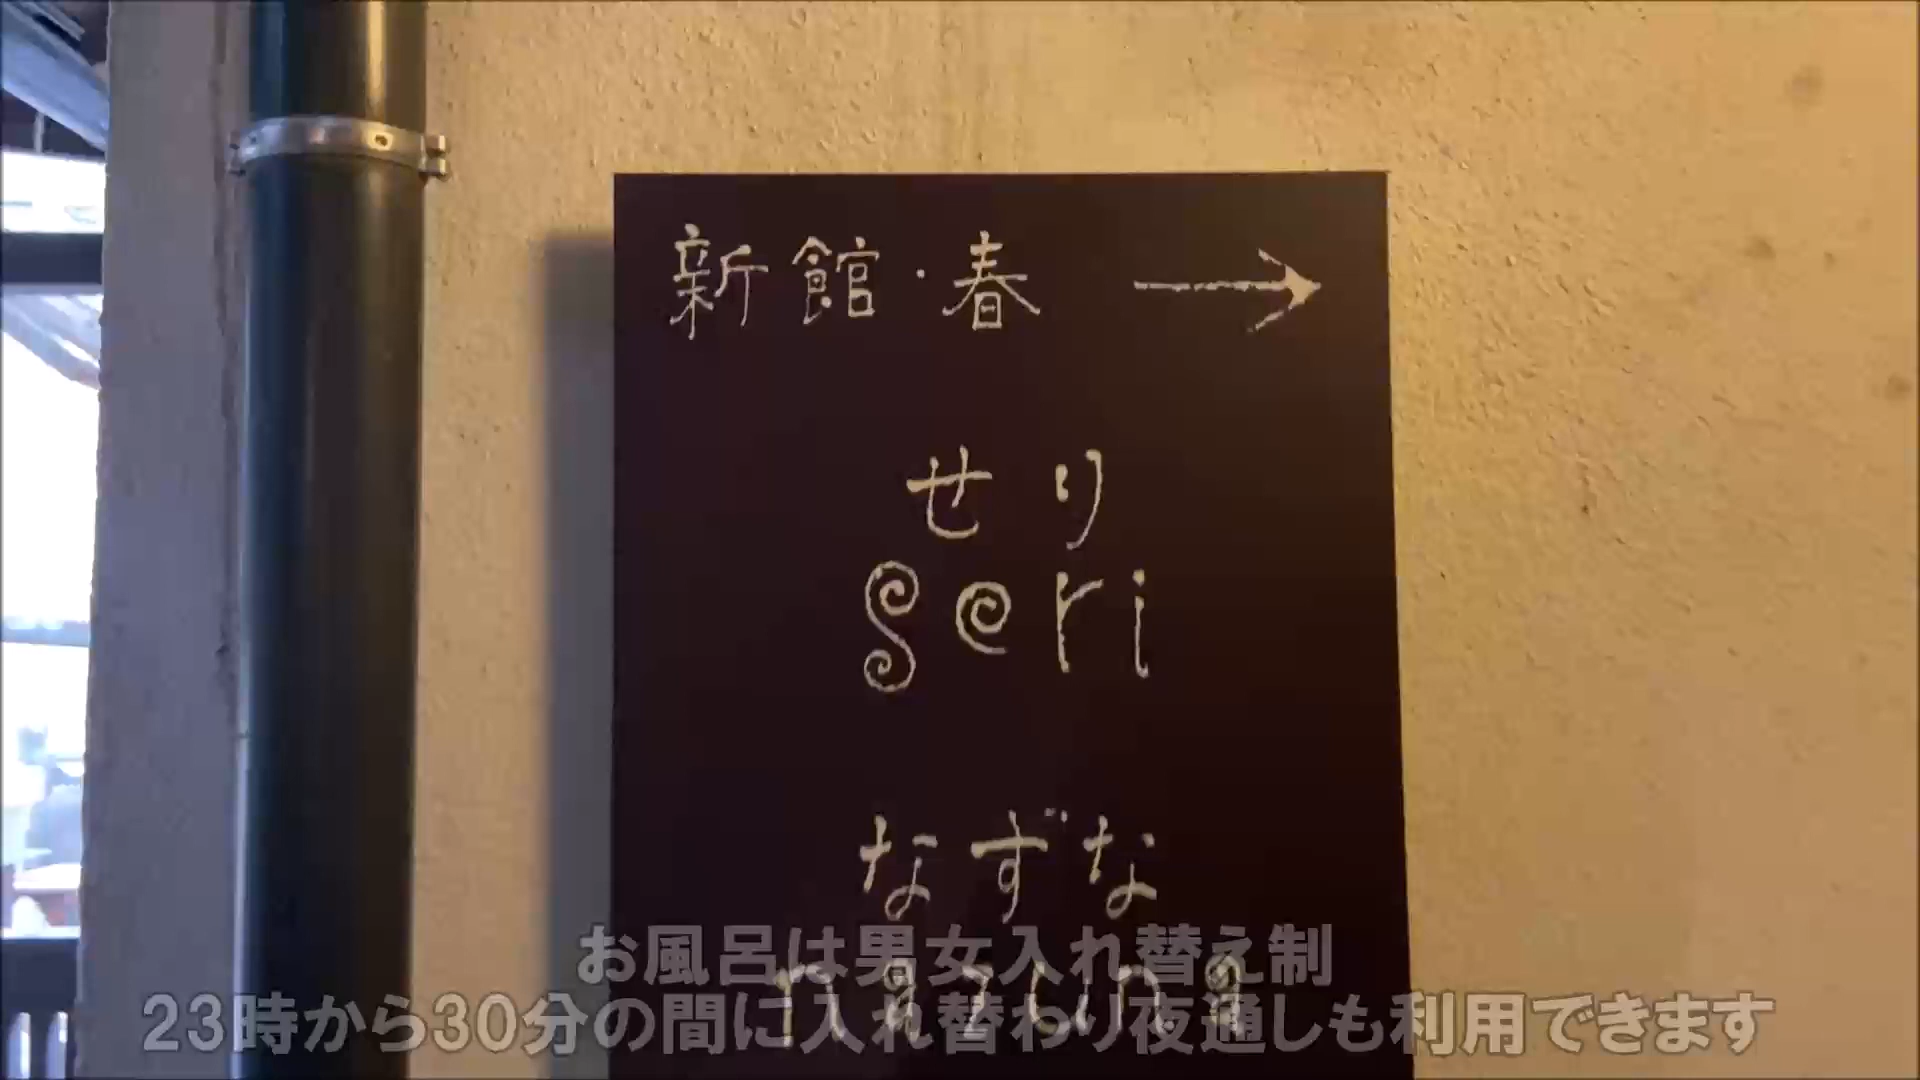 新館・春 →
せり
seri
なずな
nazuna
お風呂は男女入れ替え制
23時から30分の間に入れ替わり夜通しも利用できます